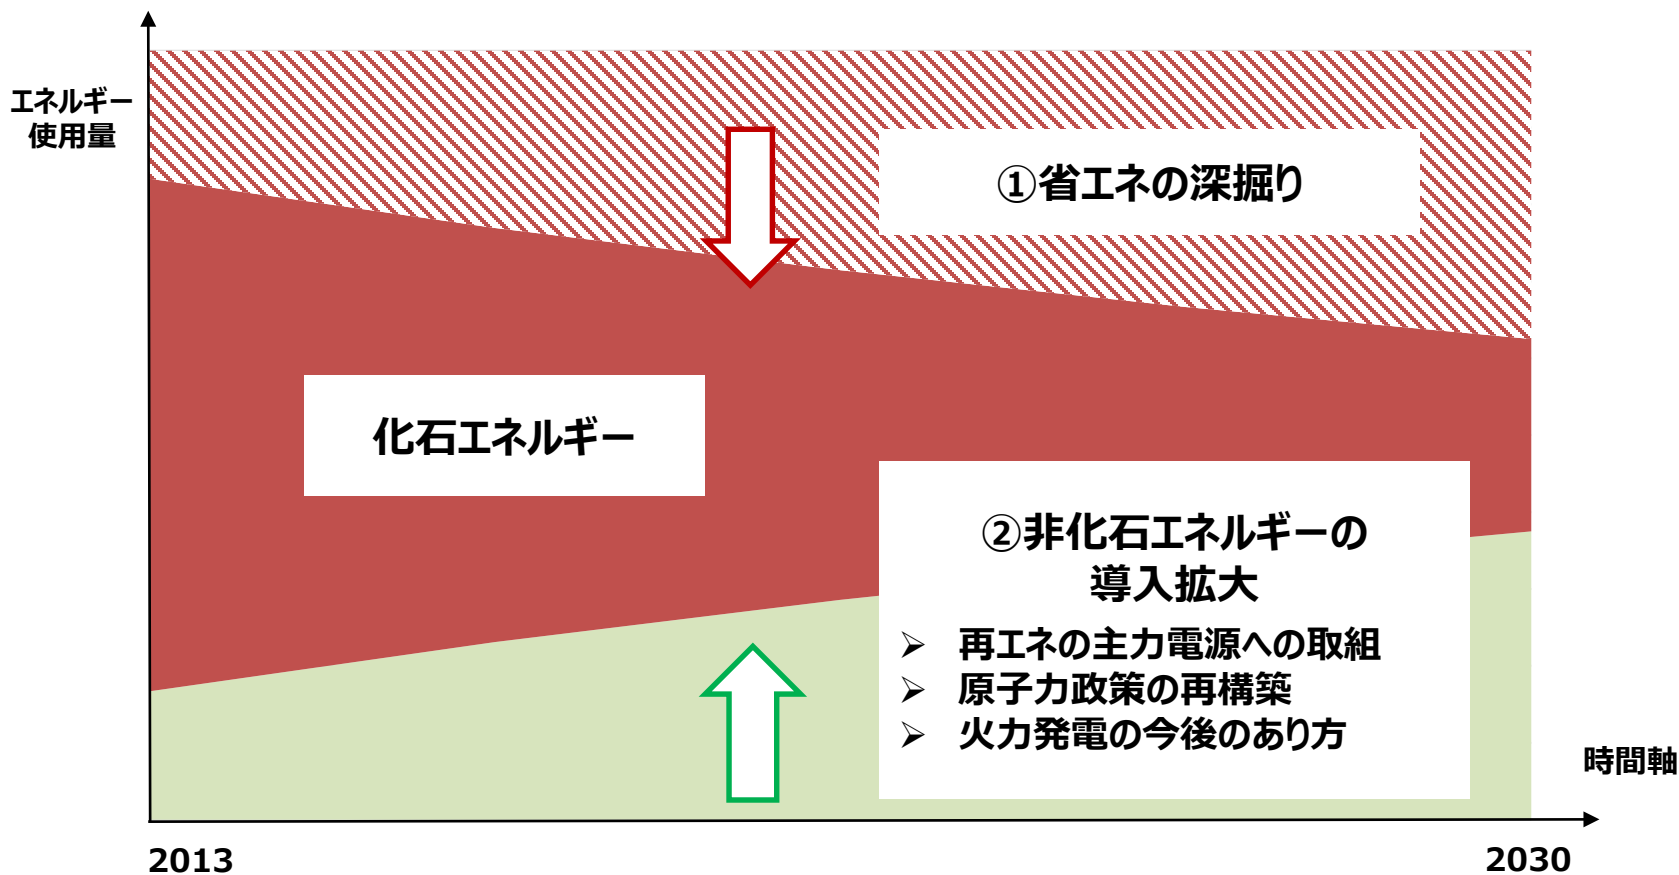 エネルギー
使用量
①省エネの深掘り
化石エネルギー
②非化石エネルギーの
導入拡大
➢ 再エネの主力電源への取組
➢ 原子力政策の再構築
➢ 火力発電の今後のあり方
時間軸
2013
2030